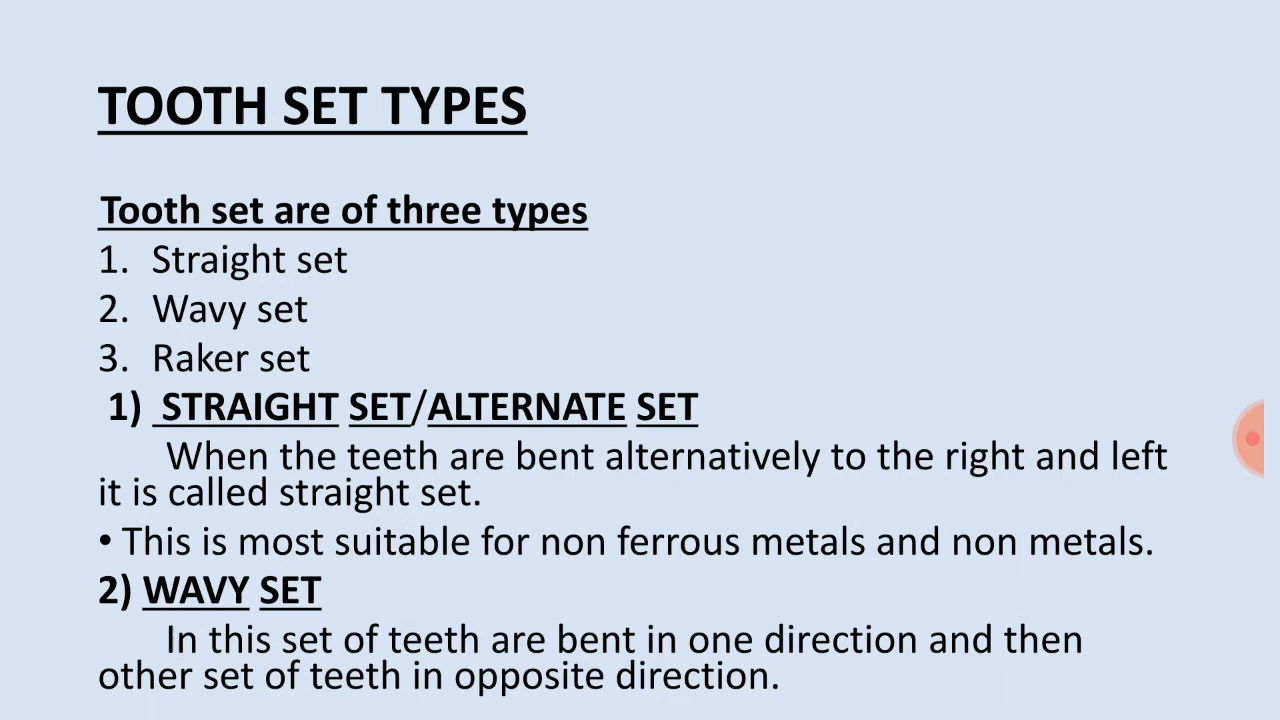 TOOTH SET TYPES
Tooth set are of three types
1. Straight set
2. Wavy set
3. Raker set
1) STRAIGHT SET/ALTERNATE SET
When the teeth are bent alternatively to the right and left
it is called straight set.
• This is most suitable for non ferrous metals and non metals.
2) WAVY SET
In this set of teeth are bent in one direction and then
other set of teeth in opposite direction.